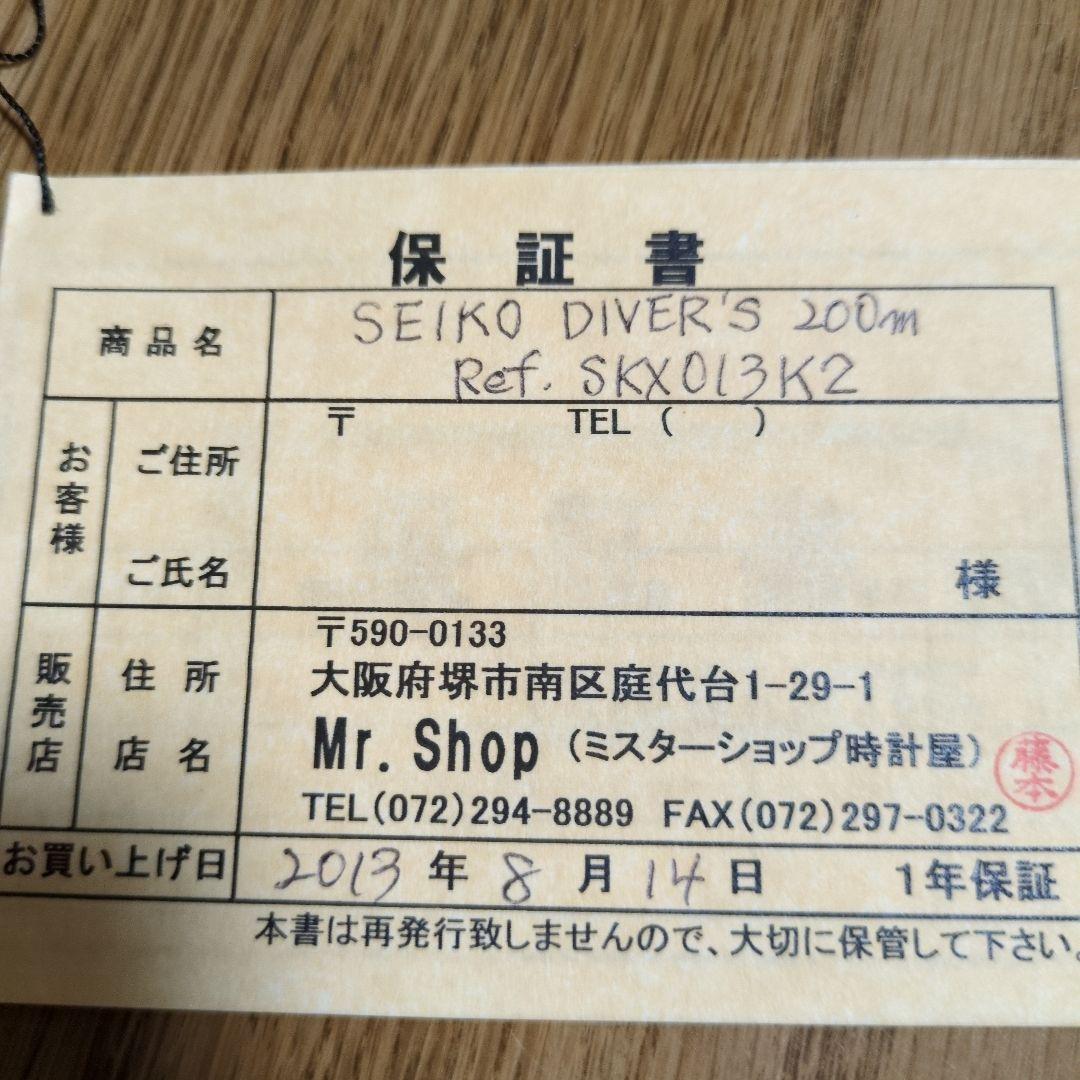 保証書
商品名
SEIKO DIVER'S 200m
Ref. SKX013K2
お客様
ご住所
〒 TEL ( )
ご氏名
様
販売店
住所
〒590-0133
大阪府堺市南区庭代台1-29-1
店名
Mr. Shop (ミスターショップ時計屋)
藤本
TEL(072)294-8889 FAX(072)297-0322
お買い上げ日
2013 年 8 月 14 日 1年保証
本書は再発行致しませんので、大切に保管して下さい。